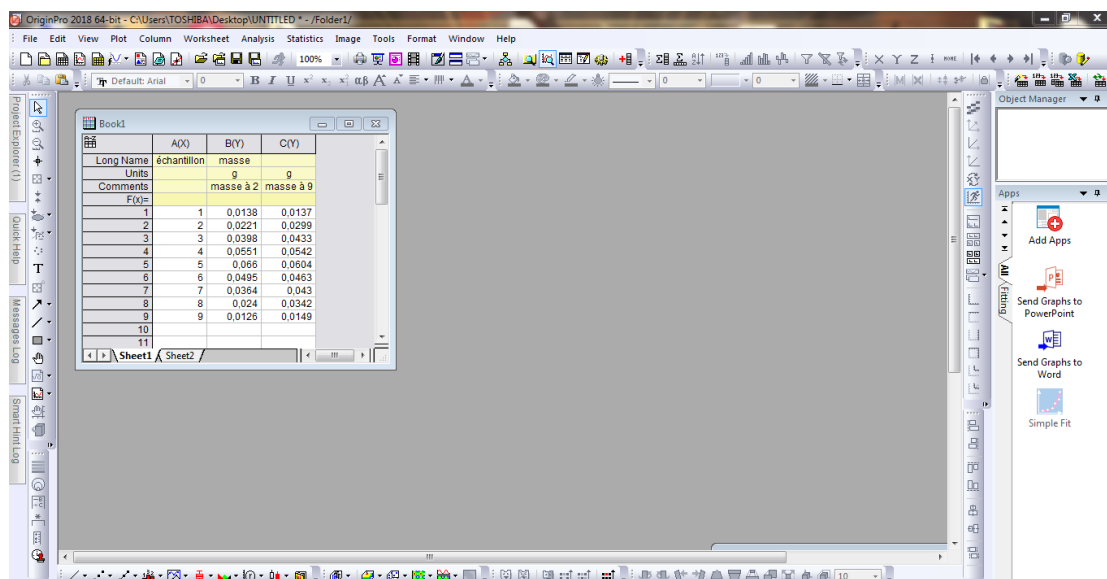 OriginPro 2018 64-bit - C:\Users\TOSHIBA\Desktop\UNTITLED * - /Folder1/
File Edit View Plot Column Worksheet Analysis Statistics Image Tools Format Window Help
100%
X Y Z
Default: Arial 0 B I U αβ A A A 0 0
Project Explorer (1)
Quick Help
Messages Log
Smart Hint Log
T
Book1
A(X) B(Y) C(Y)
Long Name échantillon masse
Units g g
Comments masse à 2 masse à 9
F(x)=
1 1 0,0138 0,0137
2 2 0,0221 0,0299
3 3 0,0398 0,0433
4 4 0,0551 0,0542
5 5 0,066 0,0604
6 6 0,0495 0,0463
7 7 0,0364 0,043
8 8 0,024 0,0342
9 9 0,0126 0,0149
10
11
Sheet1 Sheet2
Object Manager
Apps
All
Fitting
Add Apps
Send Graphs to
PowerPoint
Send Graphs to
Word
Simple Fit
10